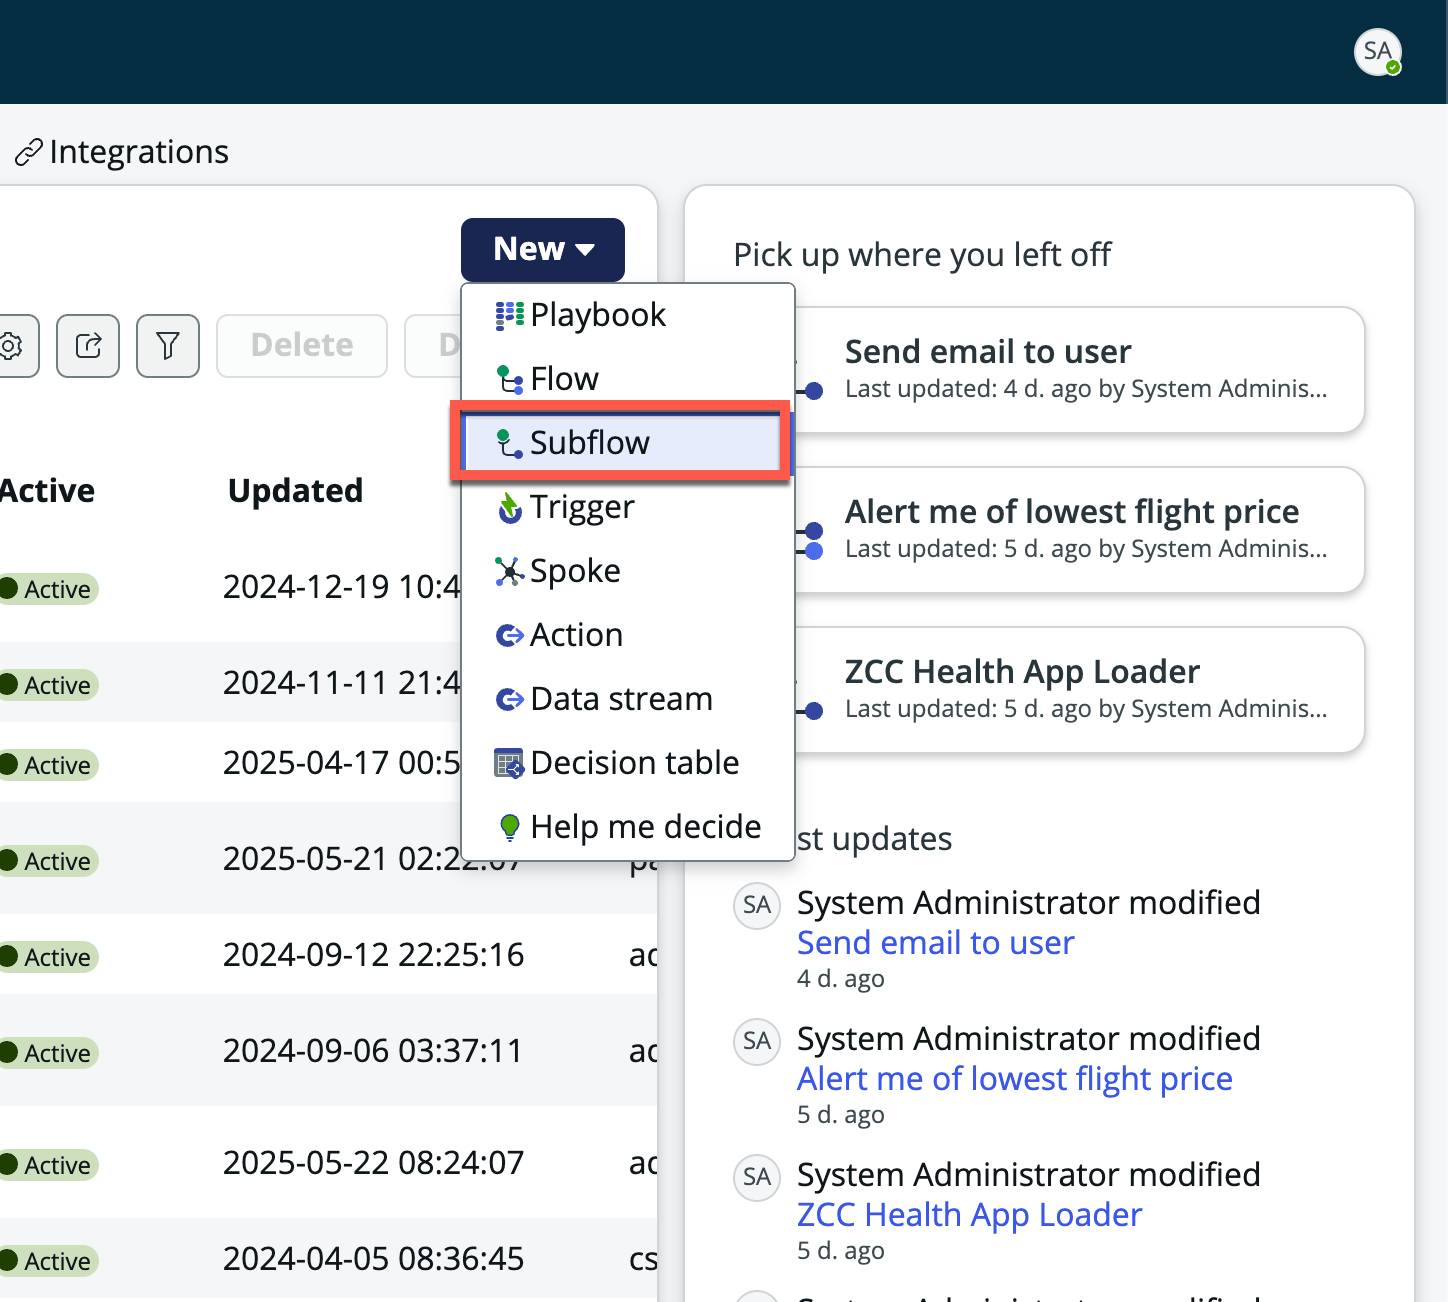 SA
Integrations
New
Playbook
Flow
Subflow
Trigger
Spoke
Action
Data stream
Decision table
Help me decide
Delete
D
Active
Updated
Active
2024-12-19 10:4
Active
2024-11-11 21:4
Active
2025-04-17 00:5
Active
2025-05-21 02:22:07
pa
Active
2024-09-12 22:25:16
ad
Active
2024-09-06 03:37:11
ad
Active
2025-05-22 08:24:07
ad
Active
2024-04-05 08:36:45
cs
Pick up where you left off
Send email to user
Last updated: 4 d. ago by System Adminis...
Alert me of lowest flight price
Last updated: 5 d. ago by System Adminis...
ZCC Health App Loader
Last updated: 5 d. ago by System Adminis...
st updates
SA
System Administrator modified
Send email to user
4 d. ago
SA
System Administrator modified
Alert me of lowest flight price
5 d. ago
SA
System Administrator modified
ZCC Health App Loader
5 d. ago